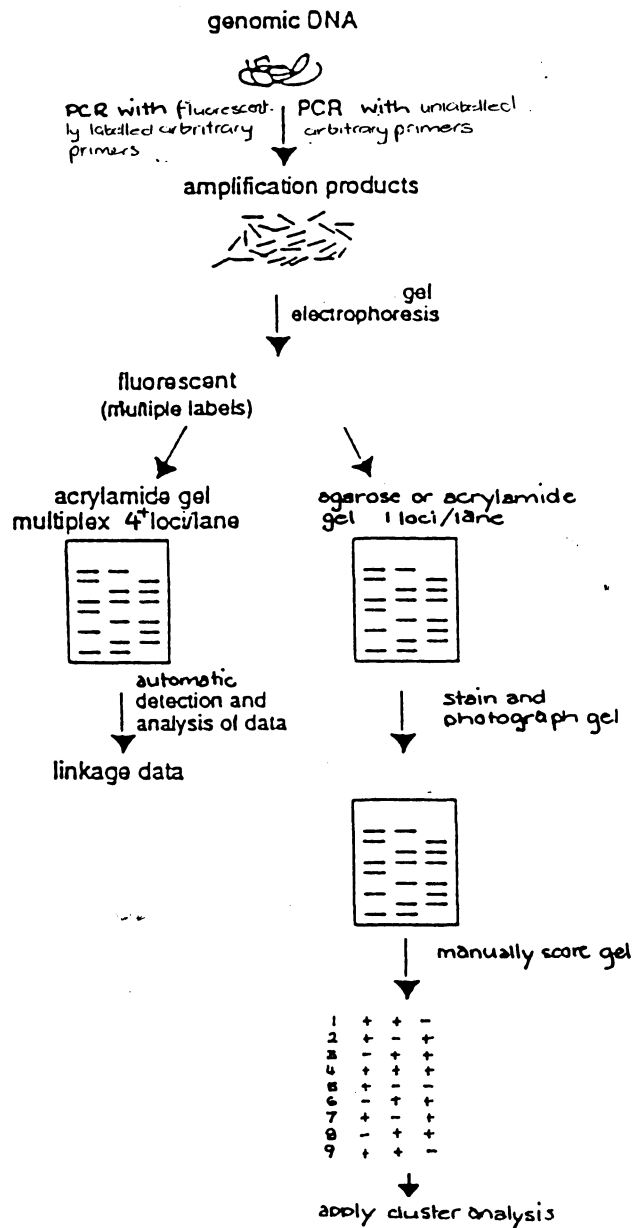 genomic DNA
PCR with fluorescent-
ly labelled arbritrary
primers
PCR with unlabelled
arbitrary primers
amplification products
gel
electrophoresis
fluorescent
(multiple labels)
acrylamide gel
multiplex 4+ loci/lane
agarose or acrylamide
gel 1 loci/lane
automatic
detection and
analysis of data
linkage data
stain and
photograph gel
manually score gel
1 + + -
2 + - +
3 - + +
4 + + +
5 + - -
6 - + +
7 + - +
8 - + +
9 + + -
apply cluster analysis